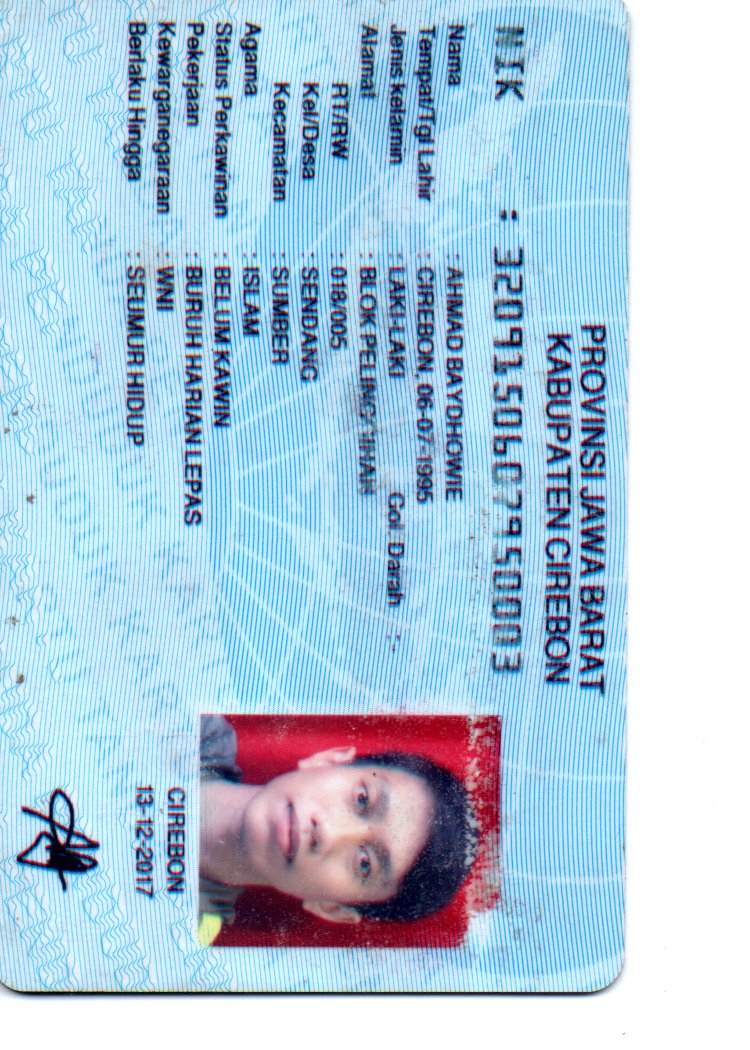 PROVINSI JAWA BARAT
KABUPATEN CIREBON
NIK : 3209150607950003
Nama : AHMAD BAYDHOWIE
Tempat/Tgl Lahir : CIREBON, 06-07-1995
Jenis kelamin : LAKI-LAKI Gol. Darah : -
Alamat : BLOK
RT/RW : 018/005
Kel/Desa : SENDANG
Kecamatan : SUMBER
Agama : ISLAM
Status Perkawinan : BELUM KAWIN
Pekerjaan : BURUH HARIAN LEPAS
Kewarganegaraan : WNI
Berlaku Hingga : SEUMUR HIDUP
CIREBON
13-12-2017